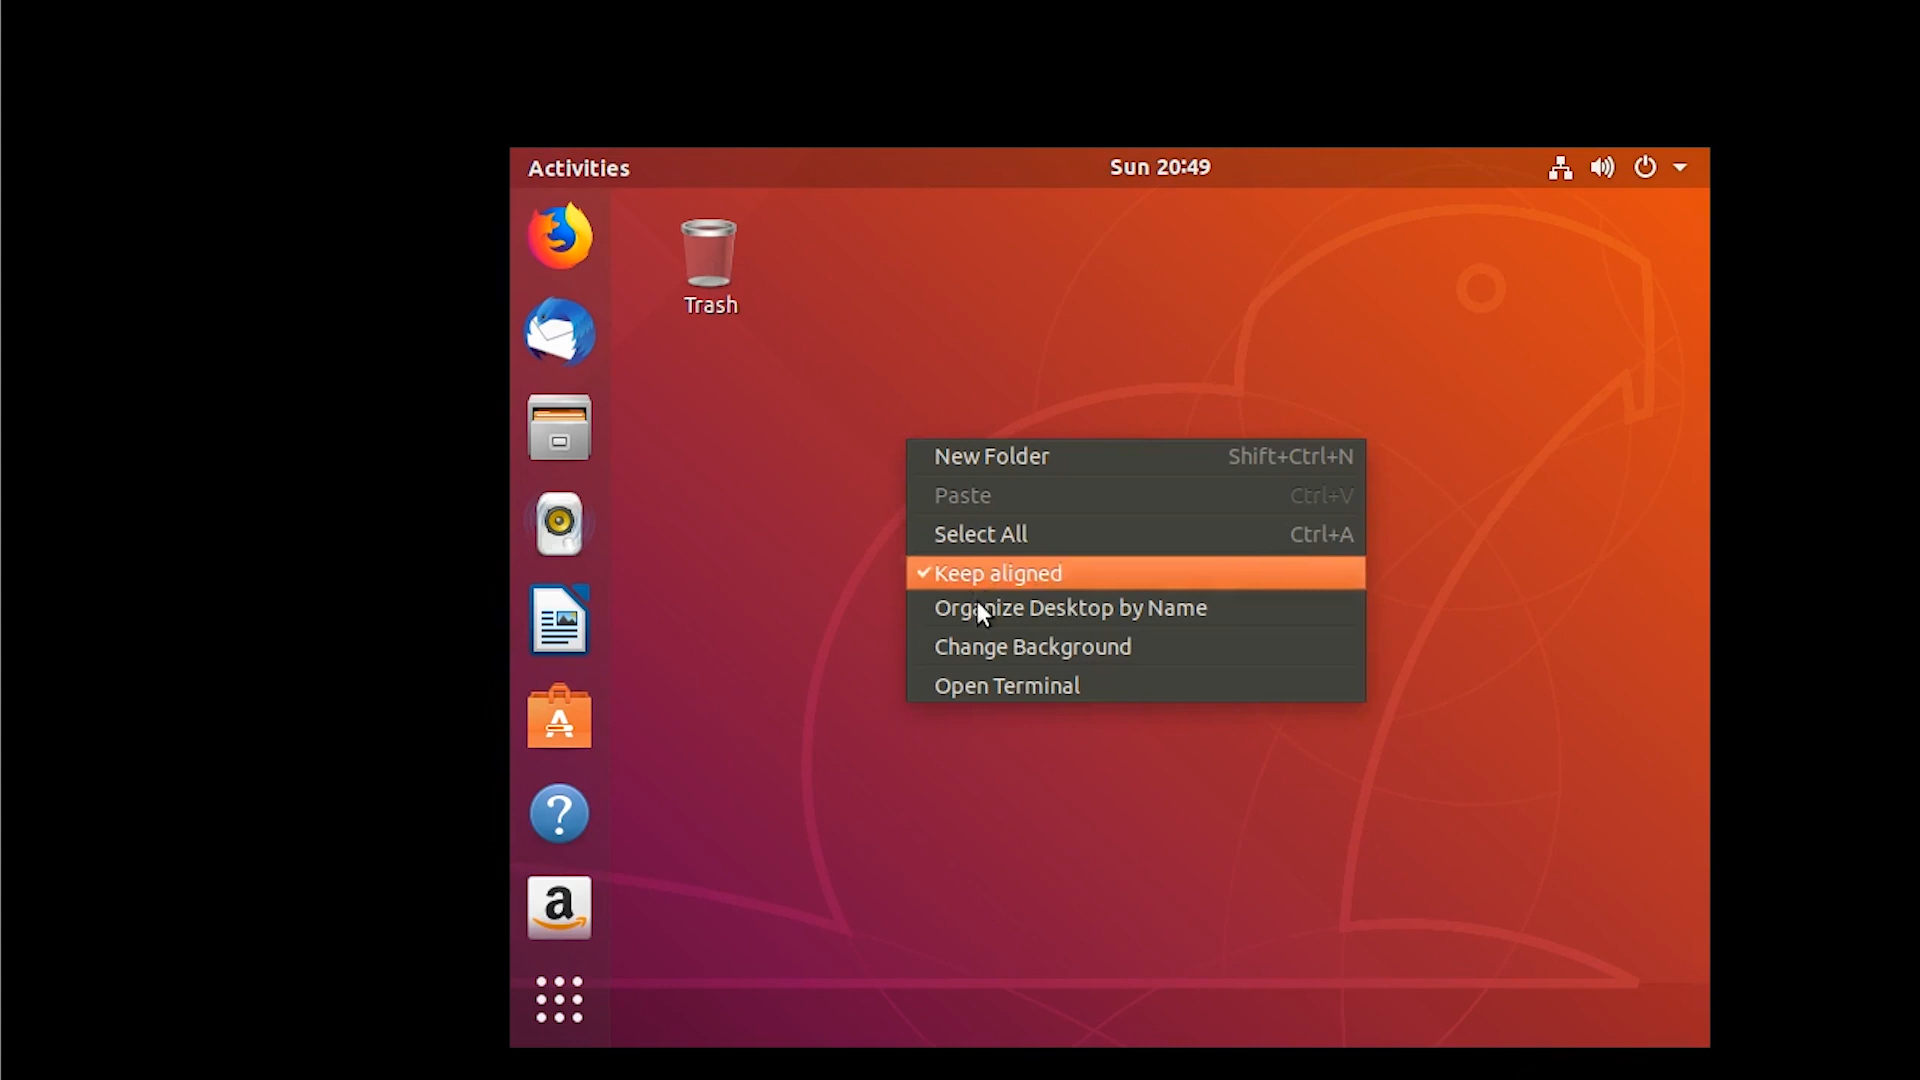 Activities
Sun 20:49
Trash
New Folder Shift+Ctrl+N
Paste Ctrl+V
Select All Ctrl+A
Keep aligned
Organize Desktop by Name
Change Background
Open Terminal